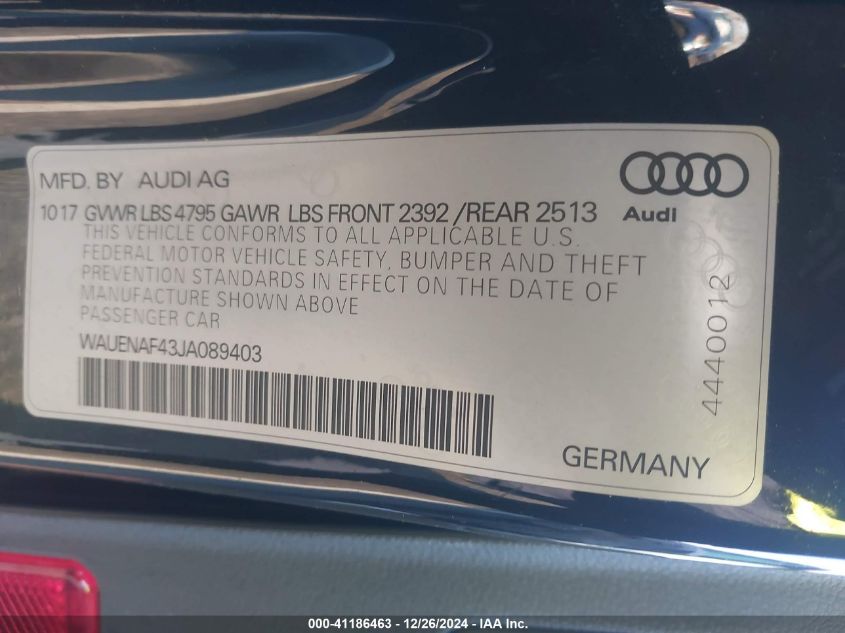 MFD. BY AUDI AG
1017 GVWR LBS 4795 GAWR LBS FRONT 2392 /REAR 2513
Audi
THIS VEHICLE CONFORMS TO ALL APPLICABLE U.S.
FEDERAL MOTOR VEHICLE SAFETY, BUMPER AND THEFT
PREVENTION STANDARDS IN EFFECT ON THE DATE OF
MANUFACTURE SHOWN ABOVE
PASSENGER CAR
WAUENAF43JA089403
4440012
GERMANY
000-41186463 - 12/26/2024 - IAA Inc.